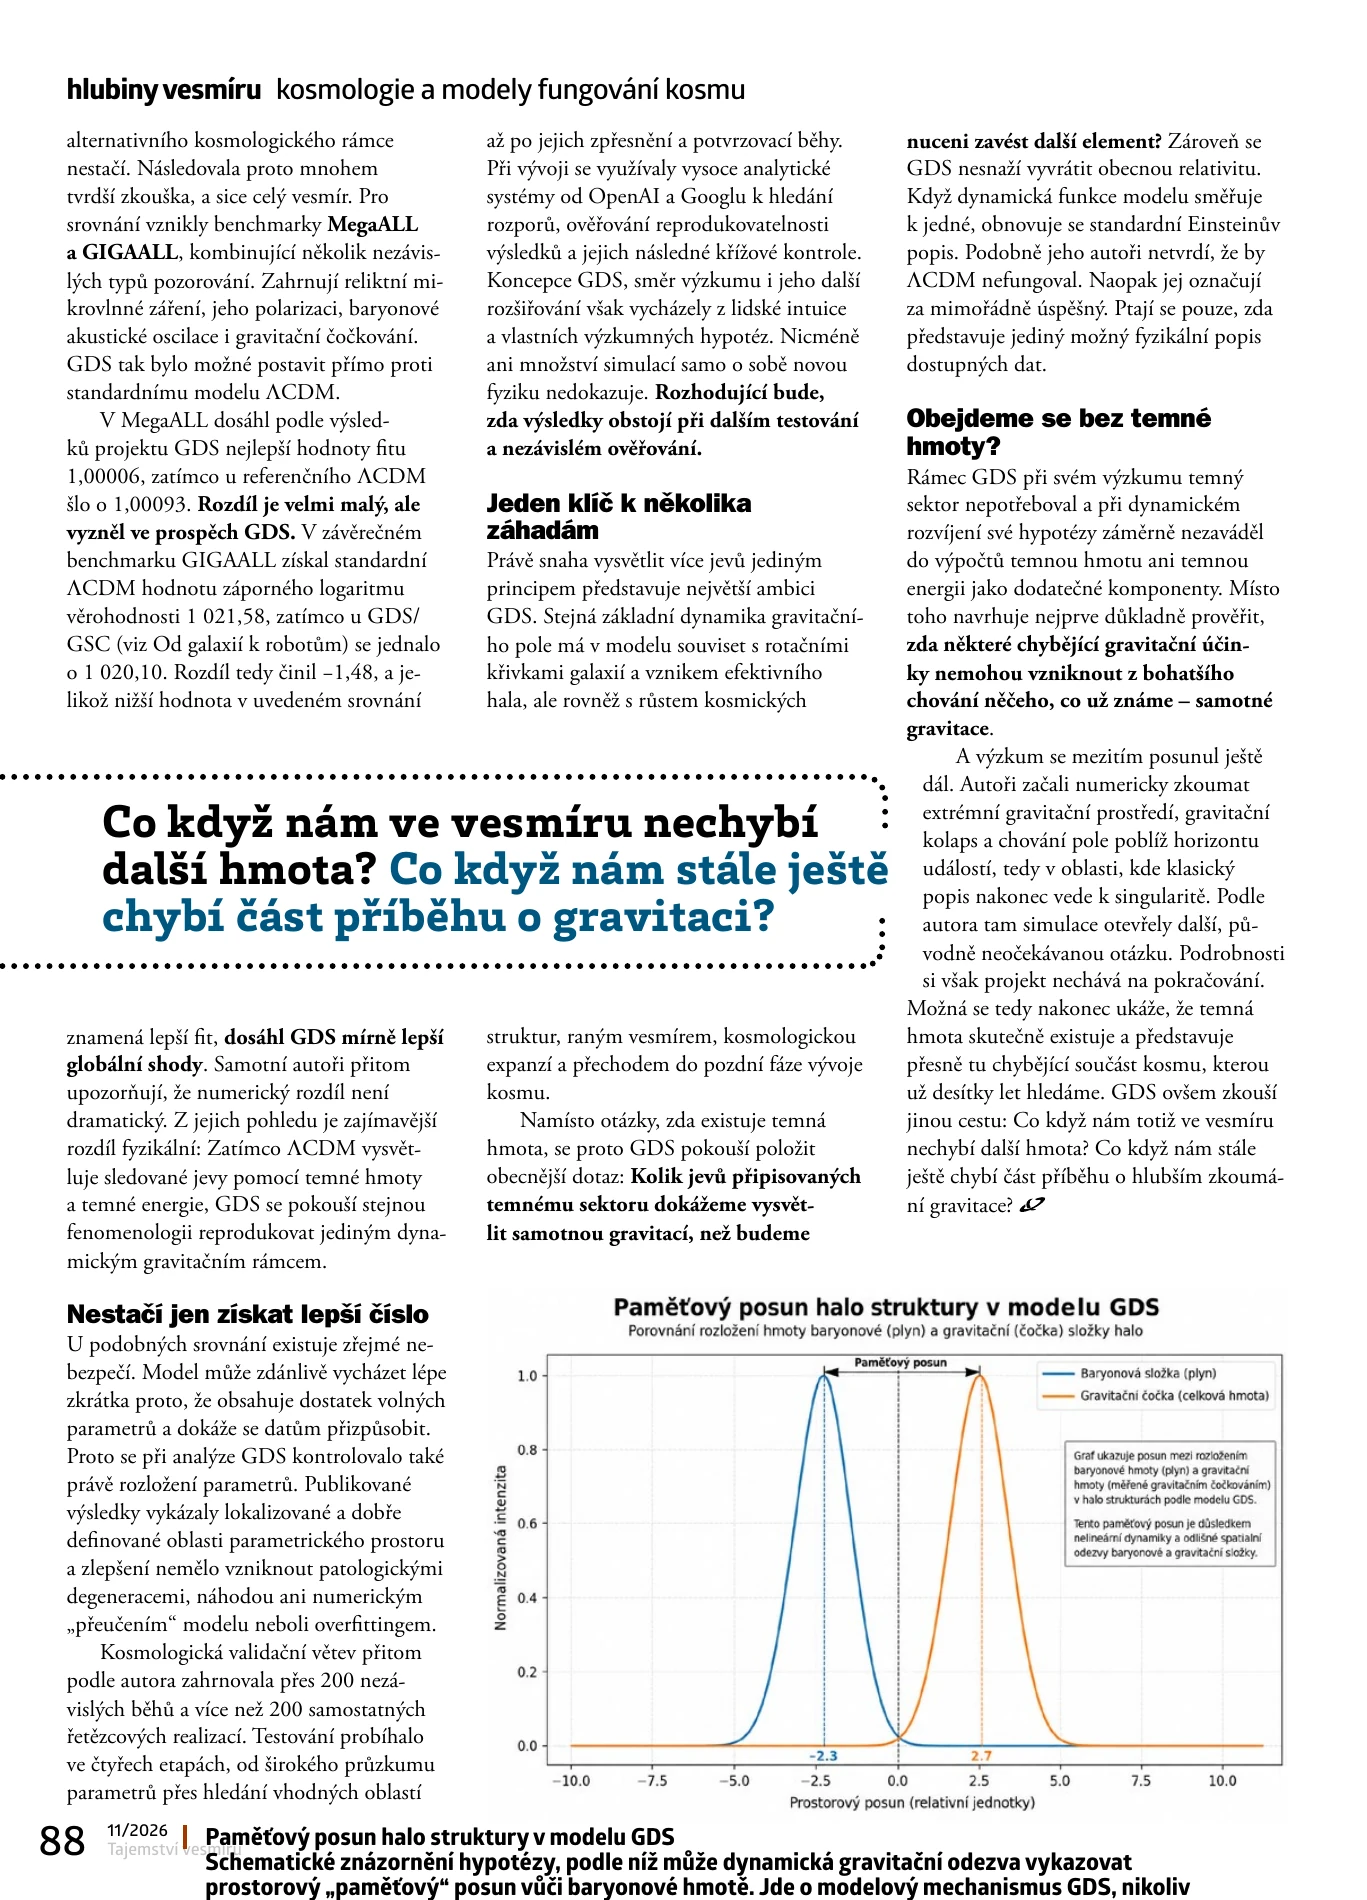 hlubiny vesmíru kosmologie a modely fungování kosmu
alternativního kosmologického rámce
nestačí. Následovala proto mnohem
tvrdší zkouška, a sice celý vesmír. Pro
srovnání vznikly benchmarky MegaALL
a GIGAALL, kombinující několik nezávis-
lých typů pozorování. Zahrnují reliktní mi-
krovlnné záření, jeho polarizaci, baryonové
akustické oscilace i gravitační čočkování.
GDS tak bylo možné postavit přímo proti
standardnímu modelu ΛCDM.
V MegaALL dosáhl podle výsled-
ků projektu GDS nejlepší hodnoty fitu
1,00006, zatímco u referenčního ΛCDM
šlo o 1,00093. Rozdíl je velmi malý, ale
vyzněl ve prospěch GDS. V závěrečném
benchmarku GIGAALL získal standardní
ΛCDM hodnotu záporného logaritmu
věrohodnosti 1 021,58, zatímco u GDS/
GSC (viz Od galaxií k robotům) se jednalo
o 1 020,10. Rozdíl tedy činil −1,48, a je-
likož nižší hodnota v uvedeném srovnání
znamená lepší fit, dosáhl GDS mírně lepší
globální shody. Samotní autoři přitom
upozorňují, že numerický rozdíl není
dramatický. Z jejich pohledu je zajímavější
rozdíl fyzikální: Zatímco ΛCDM vysvět-
luje sledované jevy pomocí temné hmoty
a temné energie, GDS se pokouší stejnou
fenomenologii reprodukovat jediným dyna-
mickým gravitačním rámcem.
Nestačí jen získat lepší číslo
U podobných srovnání existuje zřejmé ne-
bezpečí. Model může zdánlivě vycházet lépe
zkrátka proto, že obsahuje dostatek volných
parametrů a dokáže se datům přizpůsobit.
Proto se při analýze GDS kontrolovalo také
právě rozložení parametrů. Publikované
výsledky vykázaly lokalizované a dobře
definované oblasti parametrického prostoru
a zlepšení nemělo vzniknout patologickými
degeneracemi, náhodou ani numerickým
„přeučením“ modelu neboli overfittingem.
Kosmologická validační větev přitom
podle autora zahrnovala přes 200 nezá-
vislých běhů a více než 200 samostatných
řetězcových realizací. Testování probíhalo
ve čtyřech etapách, od širokého průzkumu
parametrů přes hledání vhodných oblastí
až po jejich zpřesnění a potvrzovací běhy.
Při vývoji se využívaly vysoce analytické
systémy od OpenAI a Googlu k hledání
rozporů, ověřování reprodukovatelnosti
výsledků a jejich následné křížové kontrole.
Koncepce GDS, směr výzkumu i jeho další
rozšiřování však vycházely z lidské intuice
a vlastních výzkumných hypotéz. Nicméně
ani množství simulací samo o sobě novou
fyziku nedokazuje. Rozhodující bude,
zda výsledky obstojí při dalším testování
a nezávislém ověřování.
Jeden klíč k několika
záhadám
Právě snaha vysvětlit více jevů jediným
principem představuje největší ambici
GDS. Stejná základní dynamika gravitační-
ho pole má v modelu souviset s rotačními
křivkami galaxií a vznikem efektivního
hala, ale rovněž s růstem kosmických
struktur, raným vesmírem, kosmologickou
expanzí a přechodem do pozdní fáze vývoje
kosmu.
Namísto otázky, zda existuje temná
hmota, se proto GDS pokouší položit
obecnější dotaz: Kolik jevů připisovaných
temnému sektoru dokážeme vysvět-
lit samotnou gravitací, než budeme
nuceni zavést další element? Zároveň se
GDS nesnaží vyvrátit obecnou relativitu.
Když dynamická funkce modelu směřuje
k jedné, obnovuje se standardní Einsteinův
popis. Podobně jeho autoři netvrdí, že by
ΛCDM nefungoval. Naopak jej označují
za mimořádně úspěšný. Ptají se pouze, zda
představuje jediný možný fyzikální popis
dostupných dat.
Obejdeme se bez temné
hmoty?
Rámec GDS při svém výzkumu temný
sektor nepotřeboval a při dynamickém
rozvíjení své hypotézy záměrně nezaváděl
do výpočtů temnou hmotu ani temnou
energii jako dodatečné komponenty. Místo
toho navrhuje nejprve důkladně prověřit,
zda některé chybějící gravitační účin-
ky nemohou vzniknout z bohatšího
chování něčeho, co už známe – samotné
gravitace.
A výzkum se mezitím posunul ještě
dál. Autoři začali numericky zkoumat
extrémní gravitační prostředí, gravitační
kolaps a chování pole poblíž horizontu
událostí, tedy v oblasti, kde klasický
popis nakonec vede k singularitě. Podle
autora tam simulace otevřely další, pů-
vodně neočekávanou otázku. Podrobnosti
si však projekt nechává na pokračování.
Možná se tedy nakonec ukáže, že temná
hmota skutečně existuje a představuje
přesně tu chybějící součást kosmu, kterou
už desítky let hledáme. GDS ovšem zkouší
jinou cestu: Co když nám totiž ve vesmíru
nechybí další hmota? Co když nám stále
ještě chybí část příběhu o hlubším zkoumá-
ní gravitace?
Co když nám ve vesmíru nechybí
další hmota? Co když nám stále ještě
chybí část příběhu o gravitaci?
Paměťový posun halo struktury v modelu GDS
Porovnání rozložení hmoty baryonové (plyn) a gravitační (čočka) složky halo
Paměťový posun
Baryonová složka (plyn)
Gravitační čočka (celková hmota)
Graf ukazuje posun mezi rozložením
baryonové hmoty (plyn) a gravitační
hmoty (měřené gravitačním čočkováním)
v halo strukturách podle modelu GDS.
Tento paměťový posun je důsledkem
nelineární dynamiky a odlišné spatialní
odezvy baryonové a gravitační složky.
Normalizovaná intenzita
1.0
0.8
0.6
0.4
0.2
0.0
-2.3
2.7
−10.0 −7.5 −5.0 −2.5 0.0 2.5 5.0 7.5 10.0
Prostorový posun (relativní jednotky)
88
11/2026
Tajemství vesmíru
Paměťový posun halo struktury v modelu GDS
Schematické znázornění hypotézy, podle níž může dynamická gravitační odezva vykazovat
prostorový „paměťový“ posun vůči baryonové hmotě. Jde o modelový mechanismus GDS, nikoliv